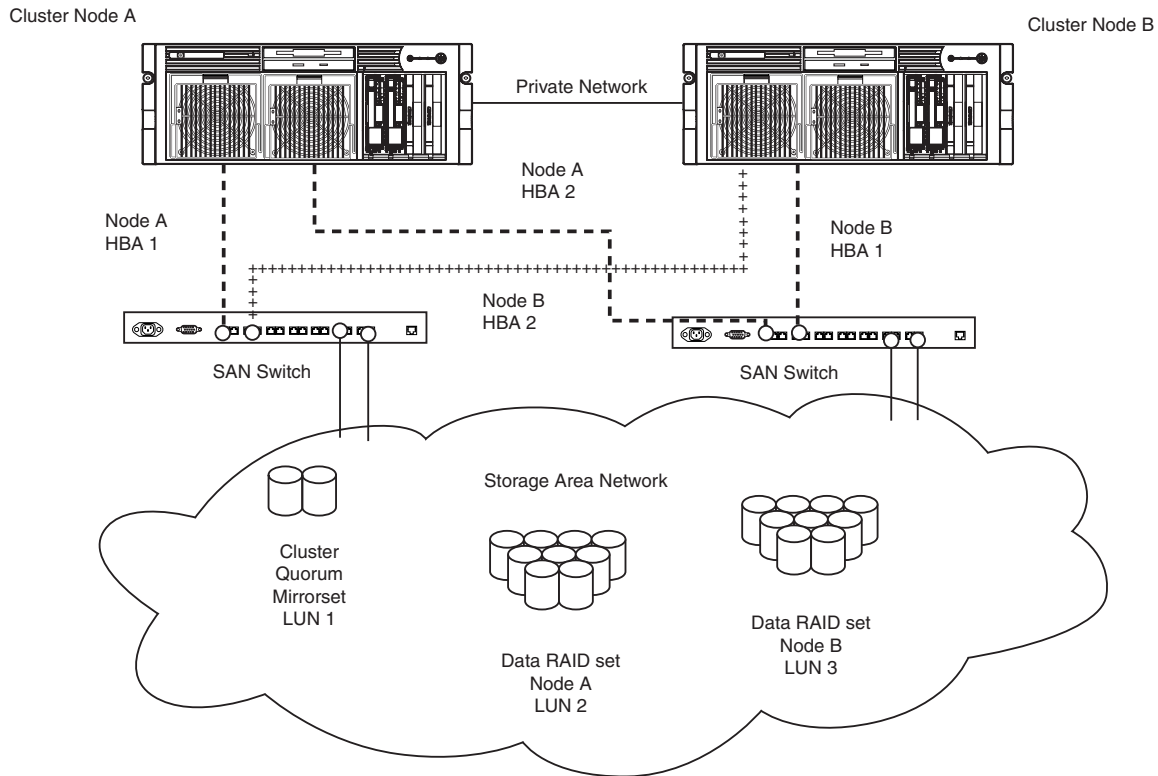 Cluster Node A
Cluster Node B
Private Network
Node A
HBA 2
Node A
HBA 1
Node B
HBA 1
Node B
HBA 2
SAN Switch
SAN Switch
Storage Area Network
Cluster
Quorum
Mirrorset
LUN 1
Data RAID set
Node A
LUN 2
Data RAID set
Node B
LUN 3